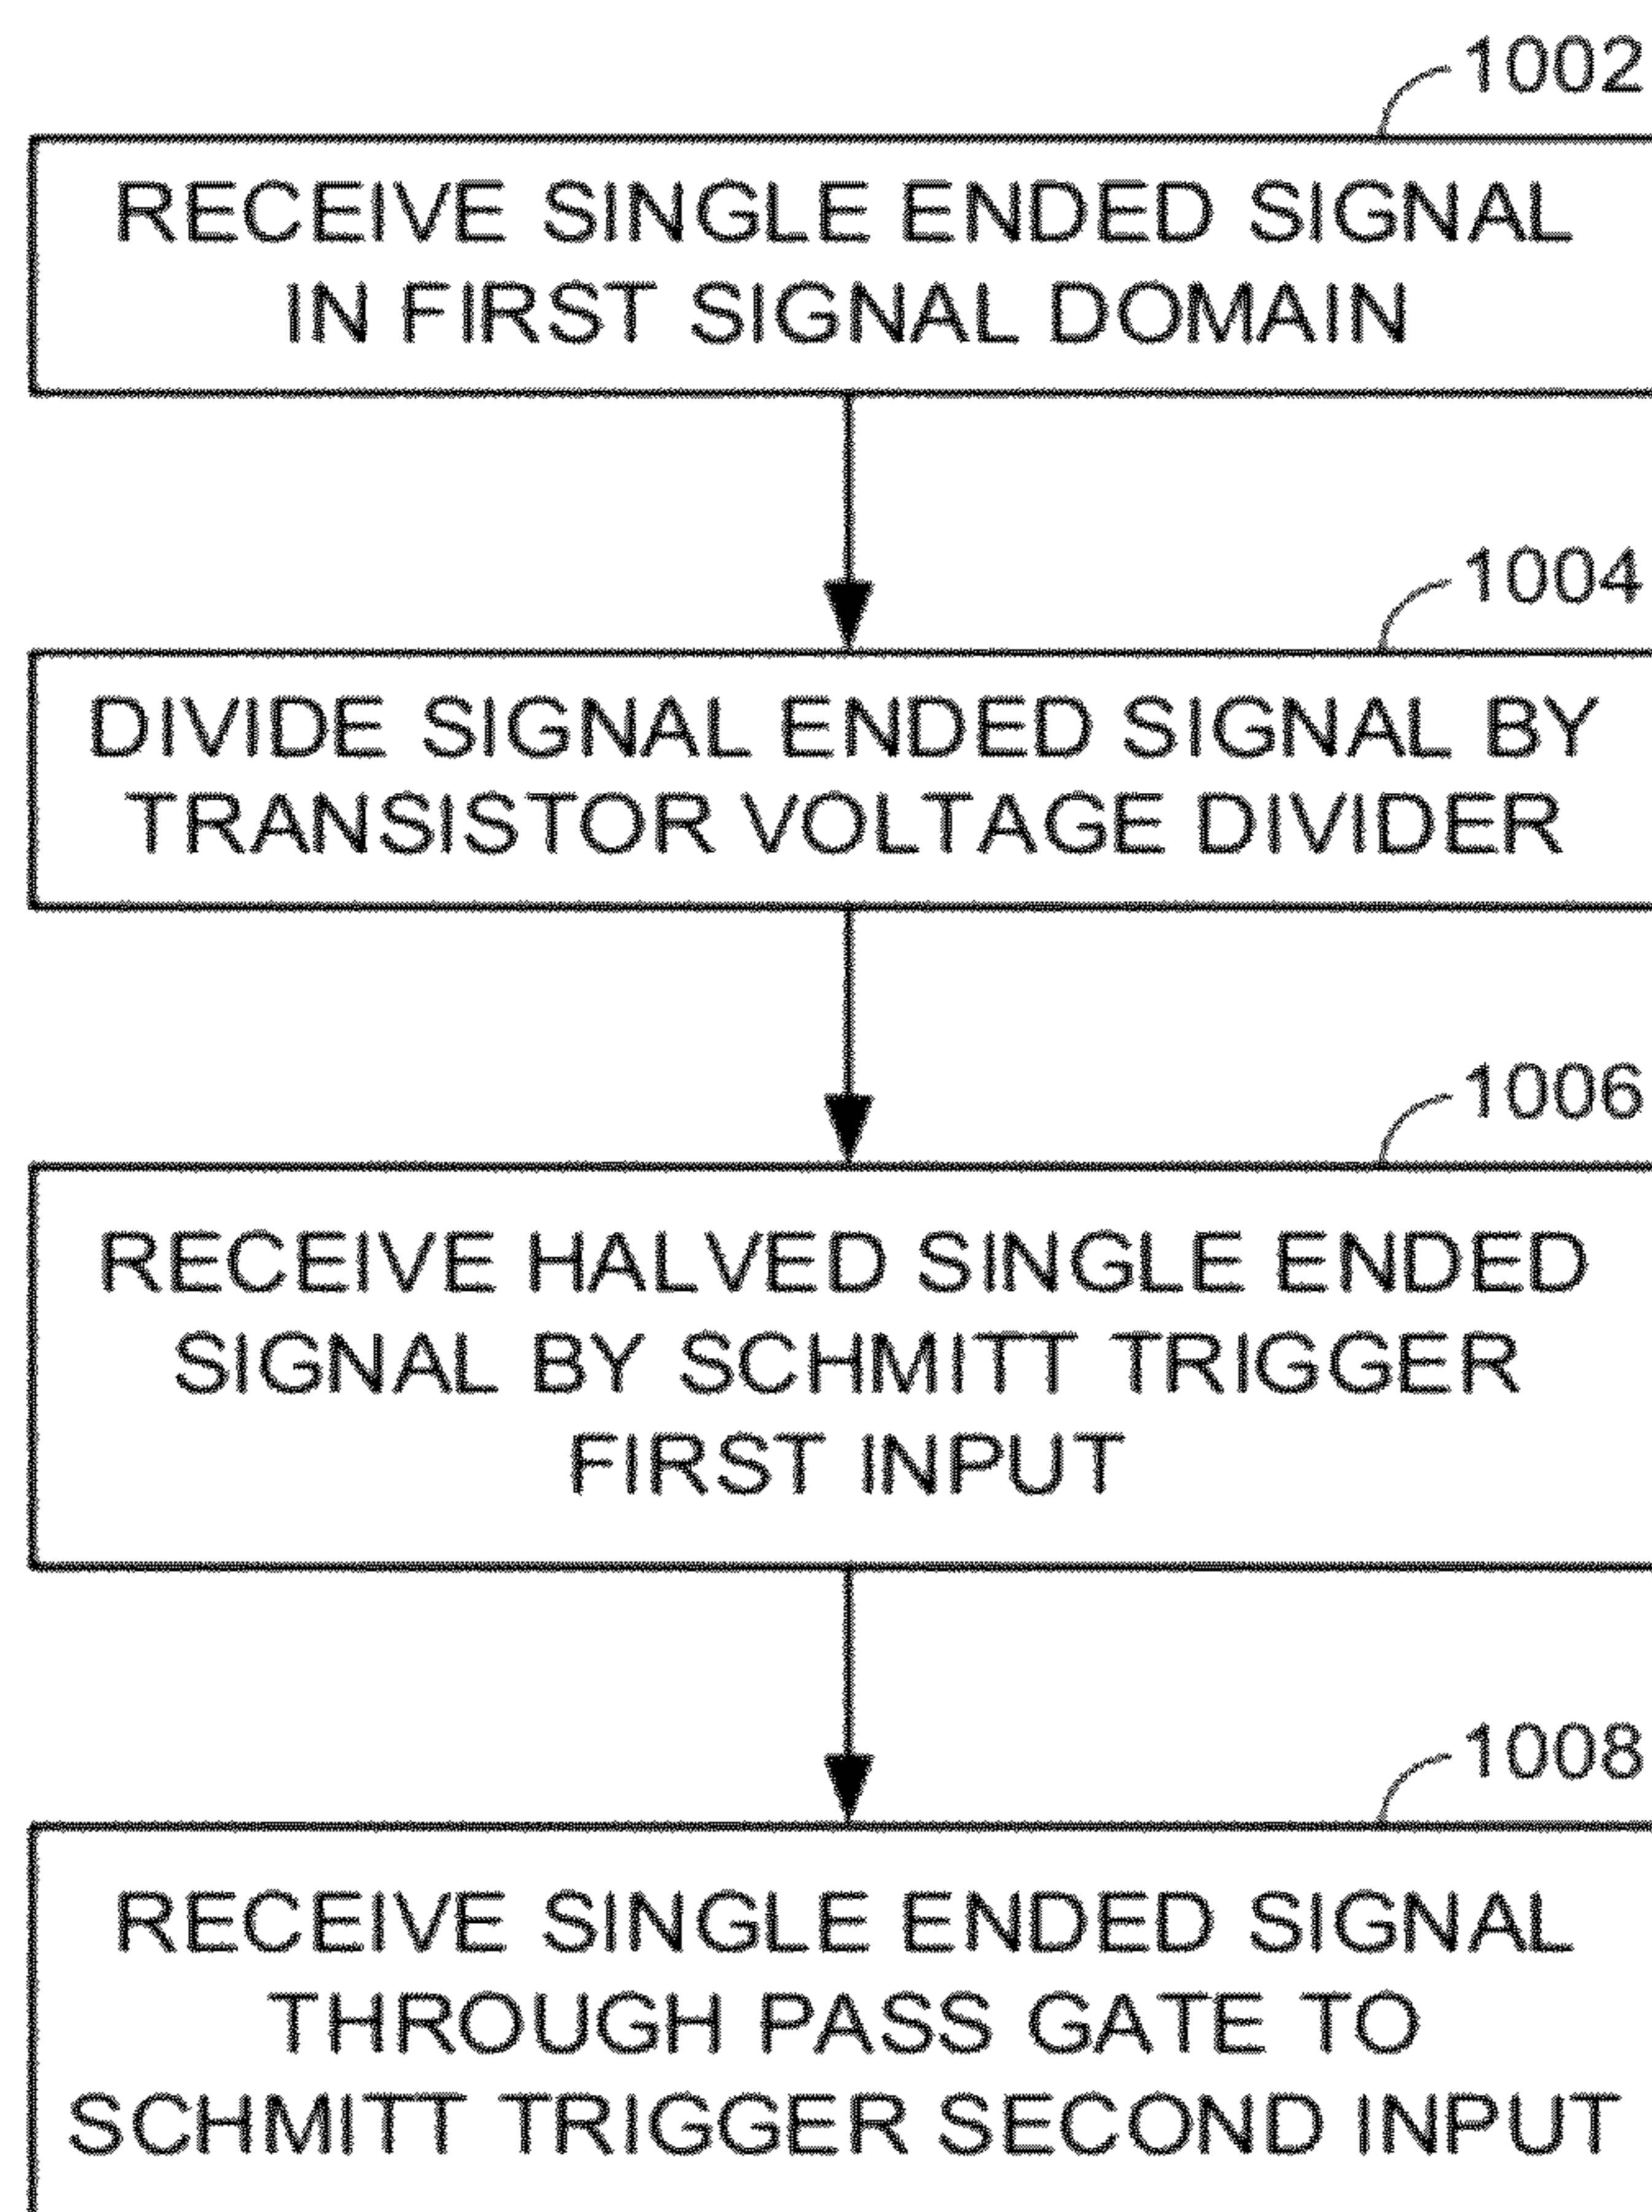 1002
RECEIVE SINGLE ENDED SIGNAL
IN FIRST SIGNAL DOMAIN
1004
DIVIDE SIGNAL ENDED SIGNAL BY
TRANSISTOR VOLTAGE DIVIDER
1006
RECEIVE HALVED SINGLE ENDED
SIGNAL BY SCHMITT TRIGGER
FIRST INPUT
1008
RECEIVE SINGLE ENDED SIGNAL
THROUGH PASS GATE TO
SCHMITT TRIGGER SECOND INPUT